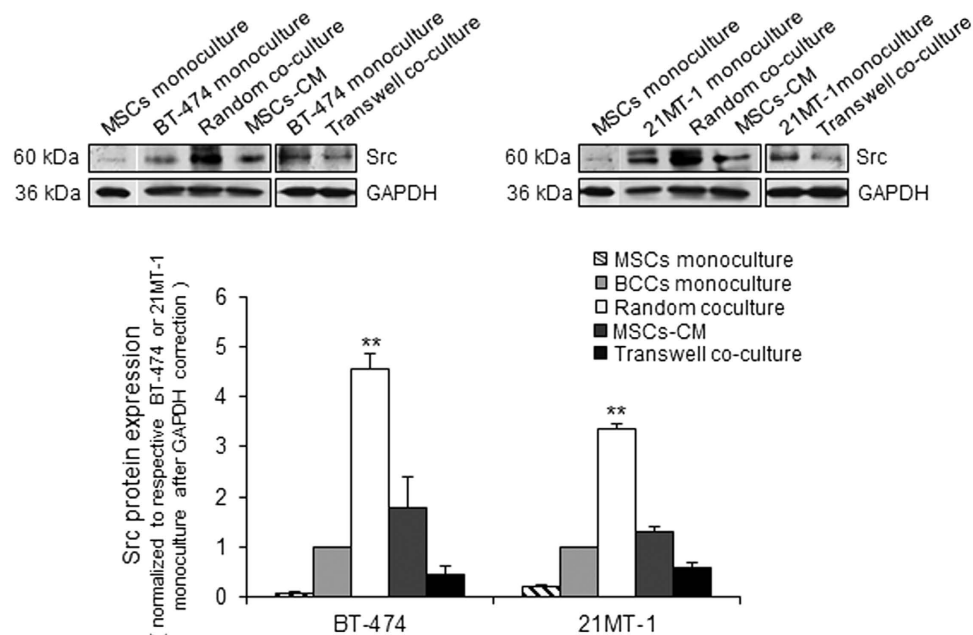 MSCs monoculture
BT-474 monoculture
Random co-culture
MSCs-CM
BT-474 monoculture
Transwell co-culture
60 kDa
Src
36 kDa
GAPDH
MSCs monoculture
21MT-1 monoculture
Random co-culture
MSCs-CM
21MT-1monoculture
Transwell co-culture
60 kDa
Src
36 kDa
GAPDH
MSCs monoculture
BCCs monoculture
Random coculture
MSCs-CM
Transwell co-culture
Src protein expression
( normalized to respective BT-474 or 21MT-1
monoculture after GAPDH correction )
6
5
4
3
2
1
0
**
**
BT-474
21MT-1